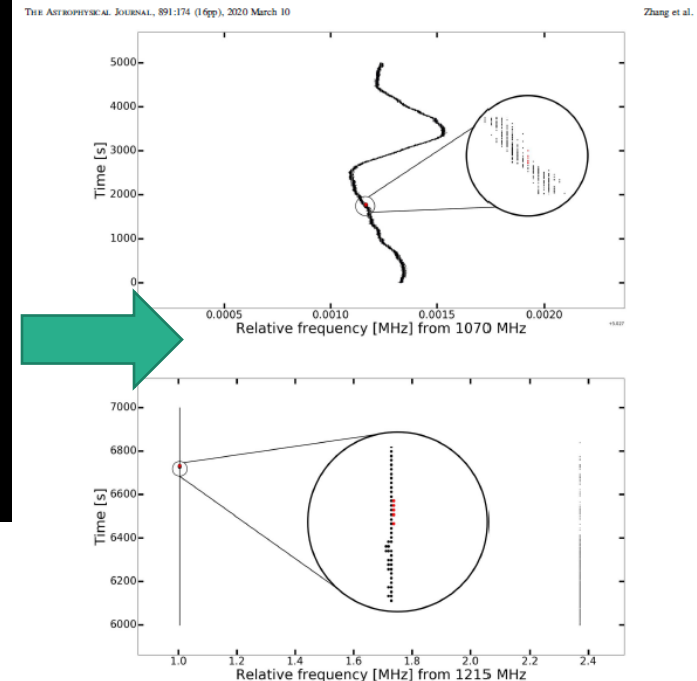 THE ASTROPHYSICAL JOURNAL, 891:174 (16pp), 2020 March 10
Zhang et al.
5000
4000
3000
2000
1000
0
Time [s]
0.0005 0.0010 0.0015 0.0020
Relative frequency [MHz] from 1070 MHz
7000
6800
6600
6400
6200
6000
Time [s]
1.0 1.2 1.4 1.6 1.8 2.0 2.2 2.4
Relative frequency [MHz] from 1215 MHz